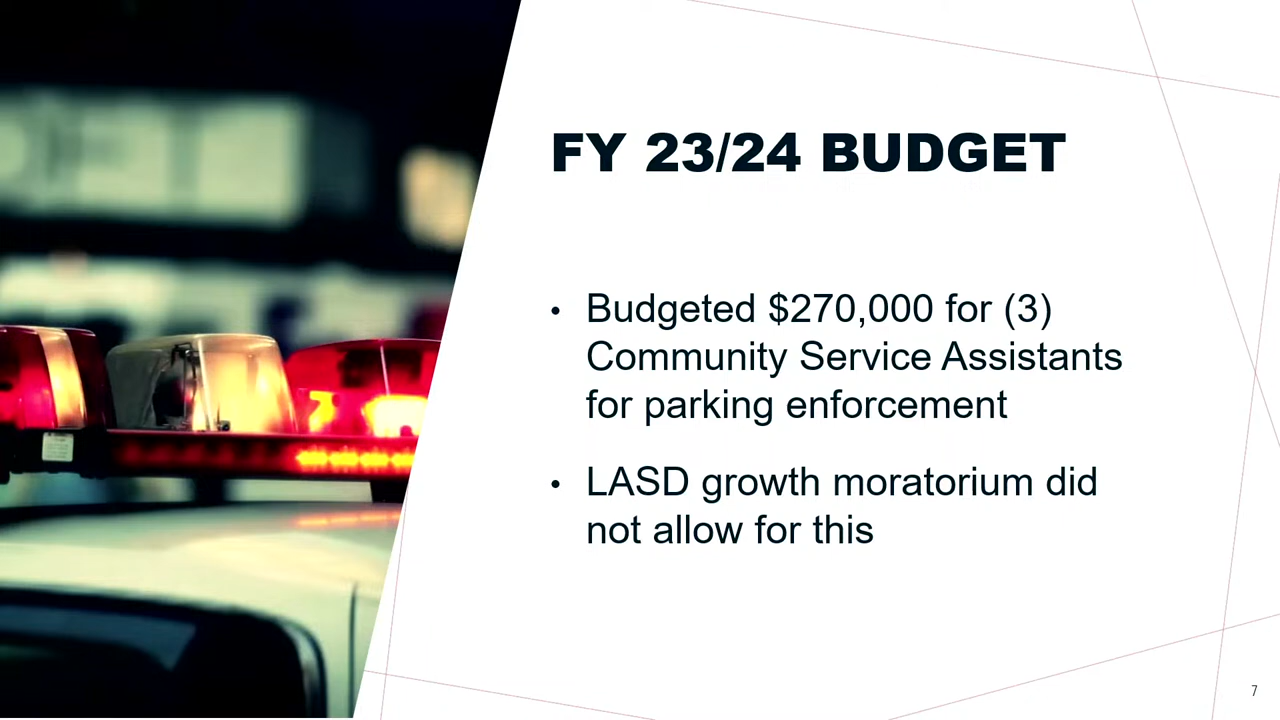 FY 23/24 BUDGET
• Budgeted $270,000 for (3)
Community Service Assistants
for parking enforcement
• LASD growth moratorium did
not allow for this
7